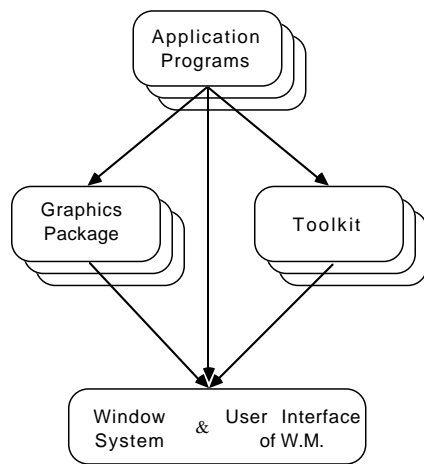 Application
Programs
Graphics
Package
Toolkit
Window & User Interface
System of W.M.